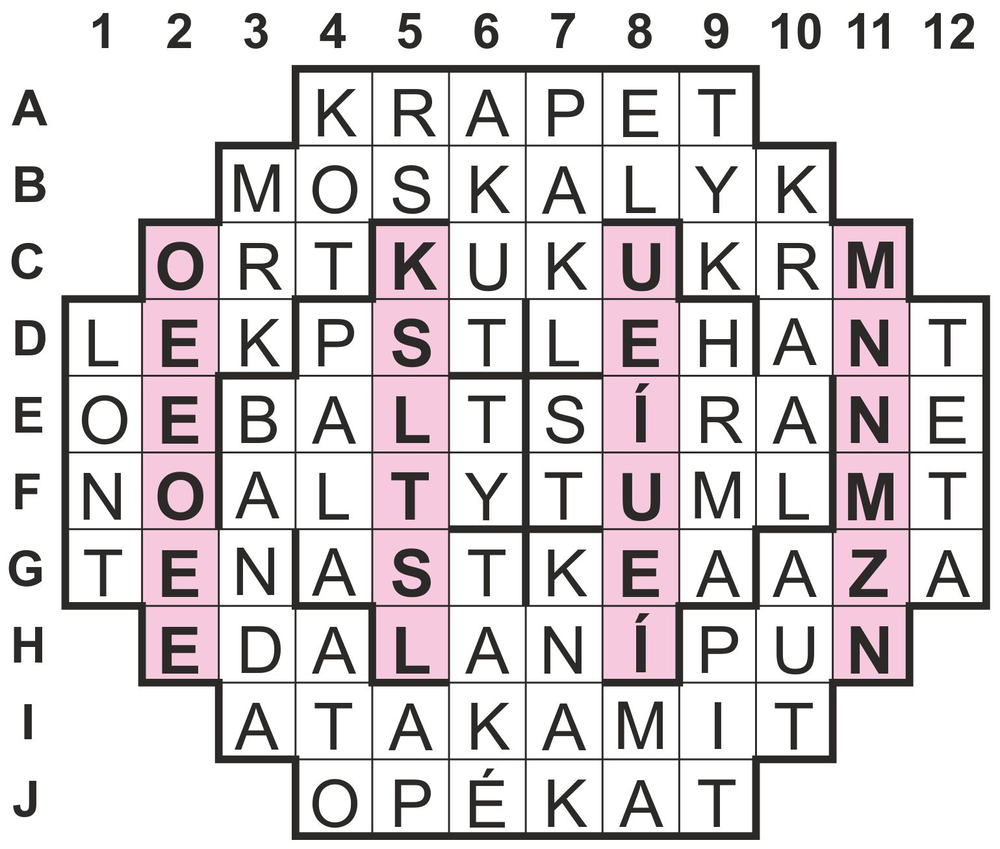 1 2 3 4 5 6 7 8 9 10 11 12
A K R A P E T
B M O S K A L Y K
C O R T K U K U K R M
D L E K P S T L E H A N T
E O E B A L T S Í R A N E
F N O A L T Y T U M L M T
G T E N A S T K E A A Z A
H E D A L A N Í P U N
I A T A K A M I T
J O P É K A T